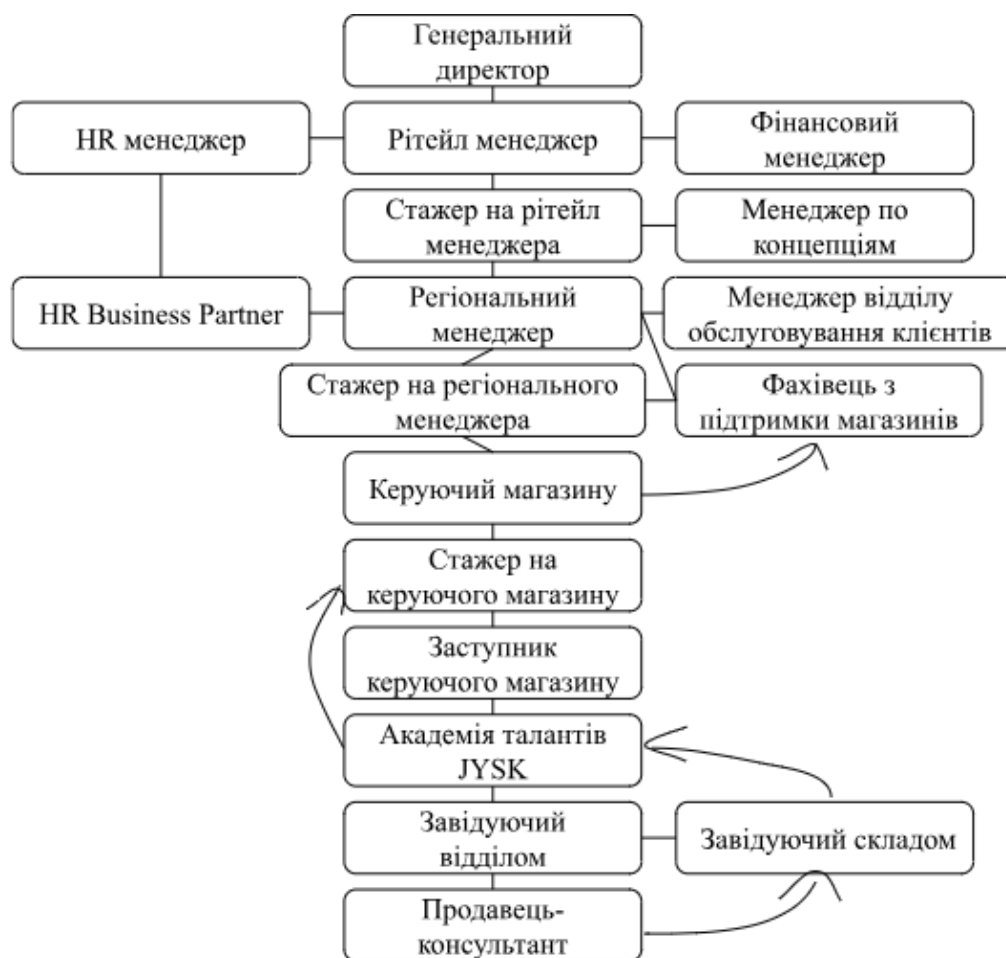 Генеральний
директор
HR менеджер
Рітейл менеджер
Фінансовий
менеджер
Стажер на рітейл
менеджера
Менеджер по
концепціям
HR Business Partner
Регіональний
менеджер
Менеджер відділу
обслуговування клієнтів
Стажер на регіонального
менеджера
Фахівець з
підтримки магазинів
Керуючий магазину
Стажер на
керуючого магазину
Заступник
керуючого магазину
Академія талантів
JYSK
Завідуючий
відділом
Завідуючий складом
Продавець-
консультант